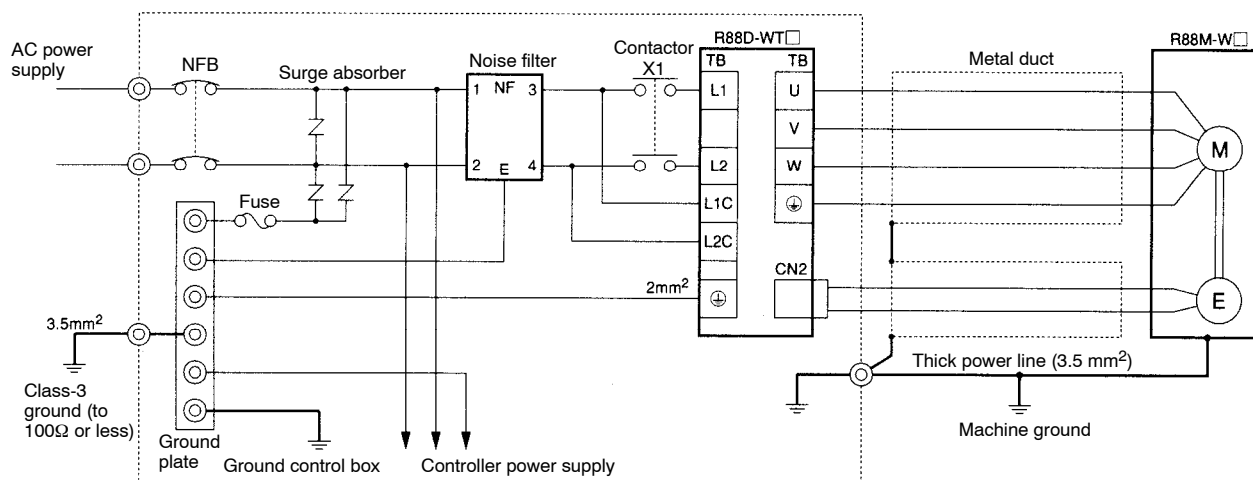 AC power
supply
NFB
Surge absorber
Noise filter
1 NF 3
2 E 4
Contactor
X1
R88D-WT□
TB TB
L1 U
V
L2 W
L1C
L2C
CN2
Metal duct
R88M-W□
M
E
Fuse
2mm²
3.5mm²
Class-3
ground (to
100Ω or less)
Ground
plate
Ground control box
Controller power supply
Thick power line (3.5 mm²)
Machine ground